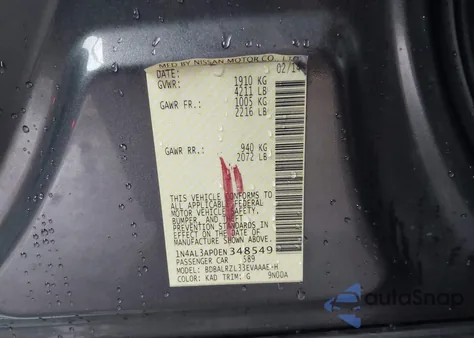 MFD BY NISSAN MOTOR CO., LTD.
DATE: 02/14
GVWR: 1910 KG
4211 LB
GAWR FR.: 1005 KG
2216 LB
GAWR RR.: 940 KG
2072 LB
THIS VEHICLE CONFORMS TO
ALL APPLICABLE FEDERAL
MOTOR VEHICLE SAFETY,
BUMPER, AND THEFT
PREVENTION STANDARDS
IN EFFECT ON THE DATE OF
MANUFACTURE SHOWN ABOVE.
1N4AL3AP0EN348549
PASSENGER CAR 589
MODEL: BDBALRZL33EVAAAE-H
COLOR: KAD TRIM: G 9N00A
autoSnap